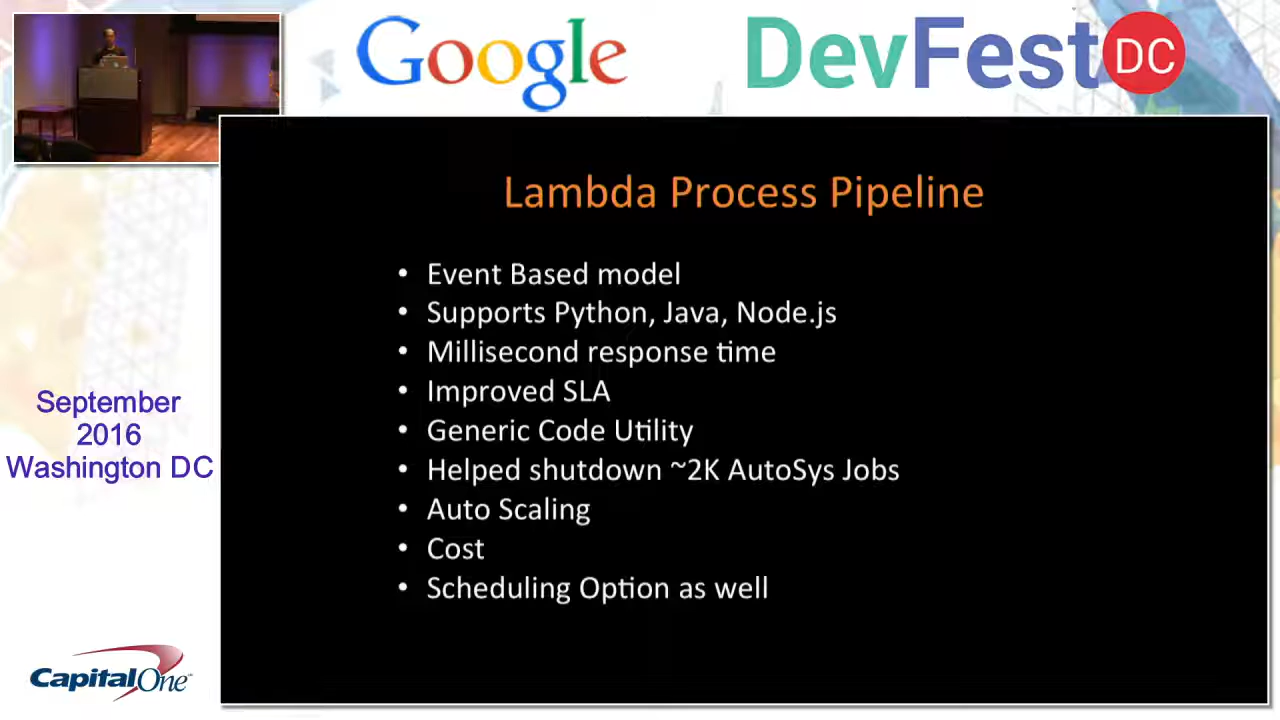 Google
DevFest DC
Lambda Process Pipeline
• Event Based model
• Supports Python, Java, Node.js
• Millisecond response time
• Improved SLA
• Generic Code Utility
• Helped shutdown ~2K AutoSys Jobs
• Auto Scaling
• Cost
• Scheduling Option as well
September
2016
Washington DC
CapitalOne